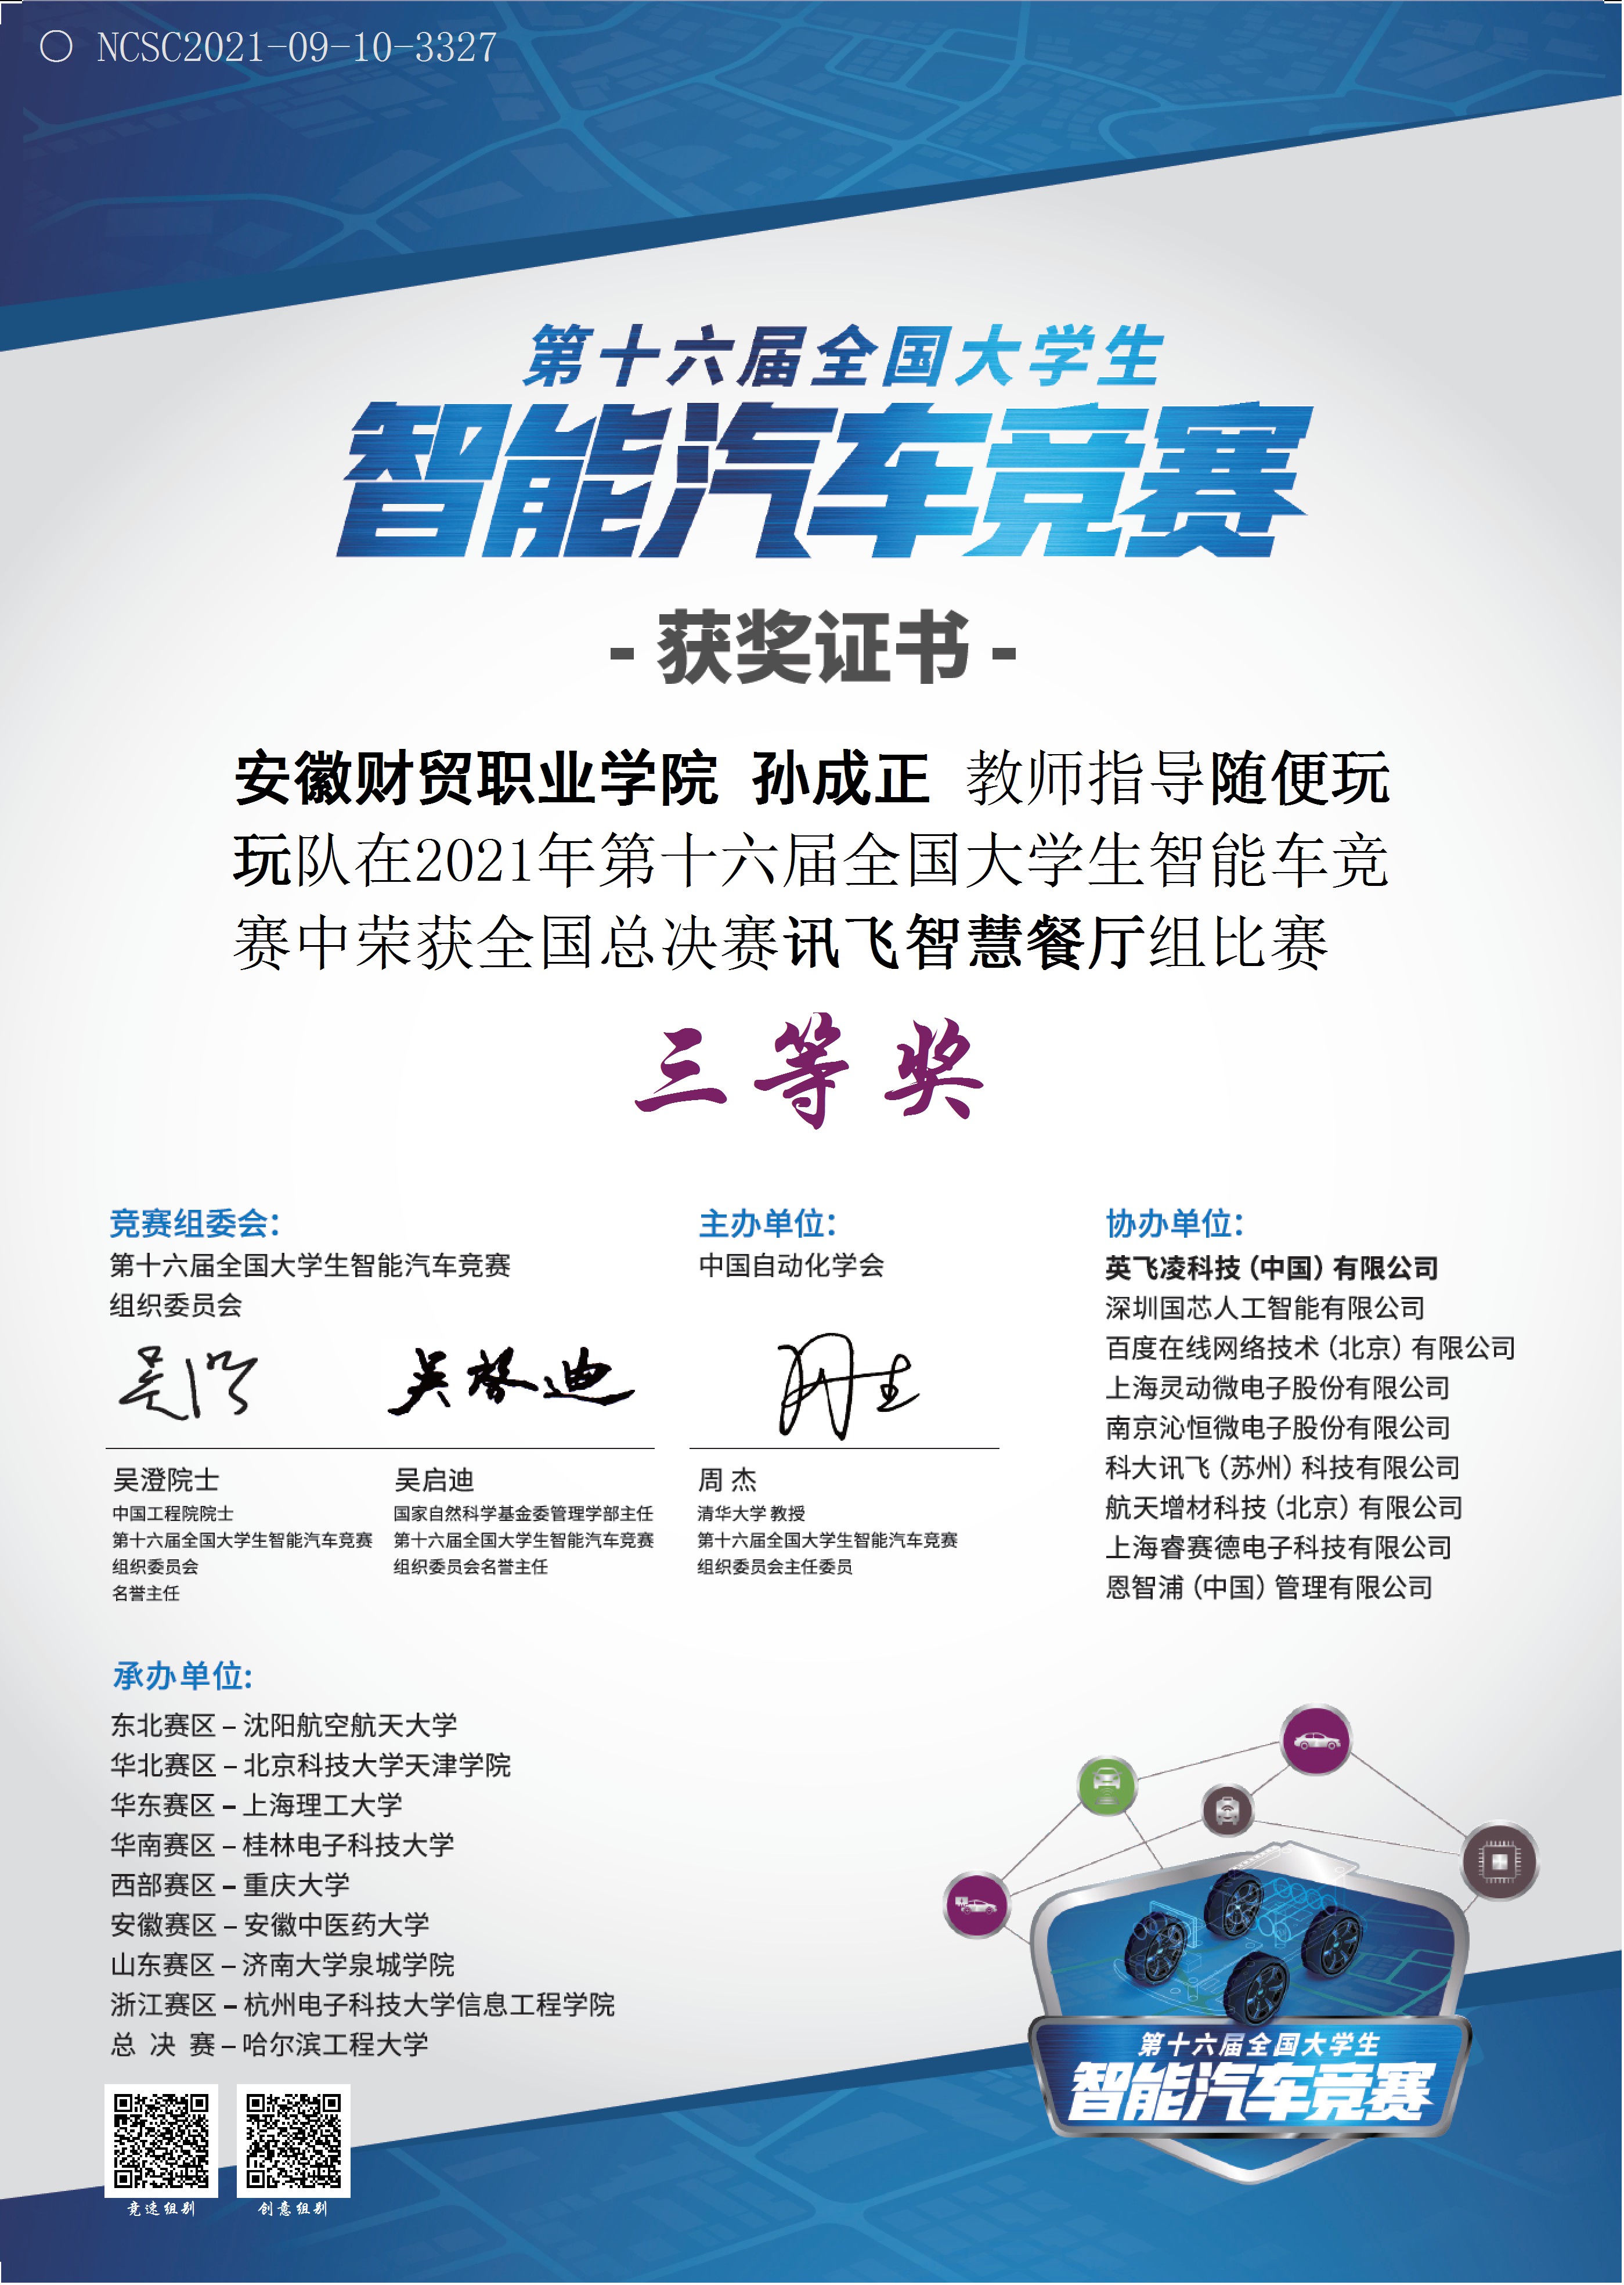 ○ NCSC2021-09-10-3327
第十六届全国大学生
智能汽车竞赛
- 获奖证书 -
安徽财贸职业学院 孙成正 教师指导随便玩
玩队在2021年第十六届全国大学生智能车竞
赛中荣获全国总决赛讯飞智慧餐厅组比赛
三等奖
竞赛组委会：
第十六届全国大学生智能汽车竞赛
组织委员会
吴澄
吴启迪
吴澄院士
中国工程院院士
第十六届全国大学生智能汽车竞赛
组织委员会
名誉主任
吴启迪
国家自然科学基金委管理学部主任
第十六届全国大学生智能汽车竞赛
组织委员会名誉主任
主办单位：
中国自动化学会
周杰
周 杰
清华大学 教授
第十六届全国大学生智能汽车竞赛
组织委员会主任委员
协办单位：
英飞凌科技（中国）有限公司
深圳国芯人工智能有限公司
百度在线网络技术（北京）有限公司
上海灵动微电子股份有限公司
南京沁恒微电子股份有限公司
科大讯飞（苏州）科技有限公司
航天增材科技（北京）有限公司
上海睿赛德电子科技有限公司
恩智浦（中国）管理有限公司
承办单位:
东北赛区 – 沈阳航空航天大学
华北赛区 – 北京科技大学天津学院
华东赛区 – 上海理工大学
华南赛区 – 桂林电子科技大学
西部赛区 – 重庆大学
安徽赛区 – 安徽中医药大学
山东赛区 – 济南大学泉城学院
浙江赛区 – 杭州电子科技大学信息工程学院
总 决 赛 – 哈尔滨工程大学
竞速组别
创意组别
第十六届全国大学生
智能汽车竞赛